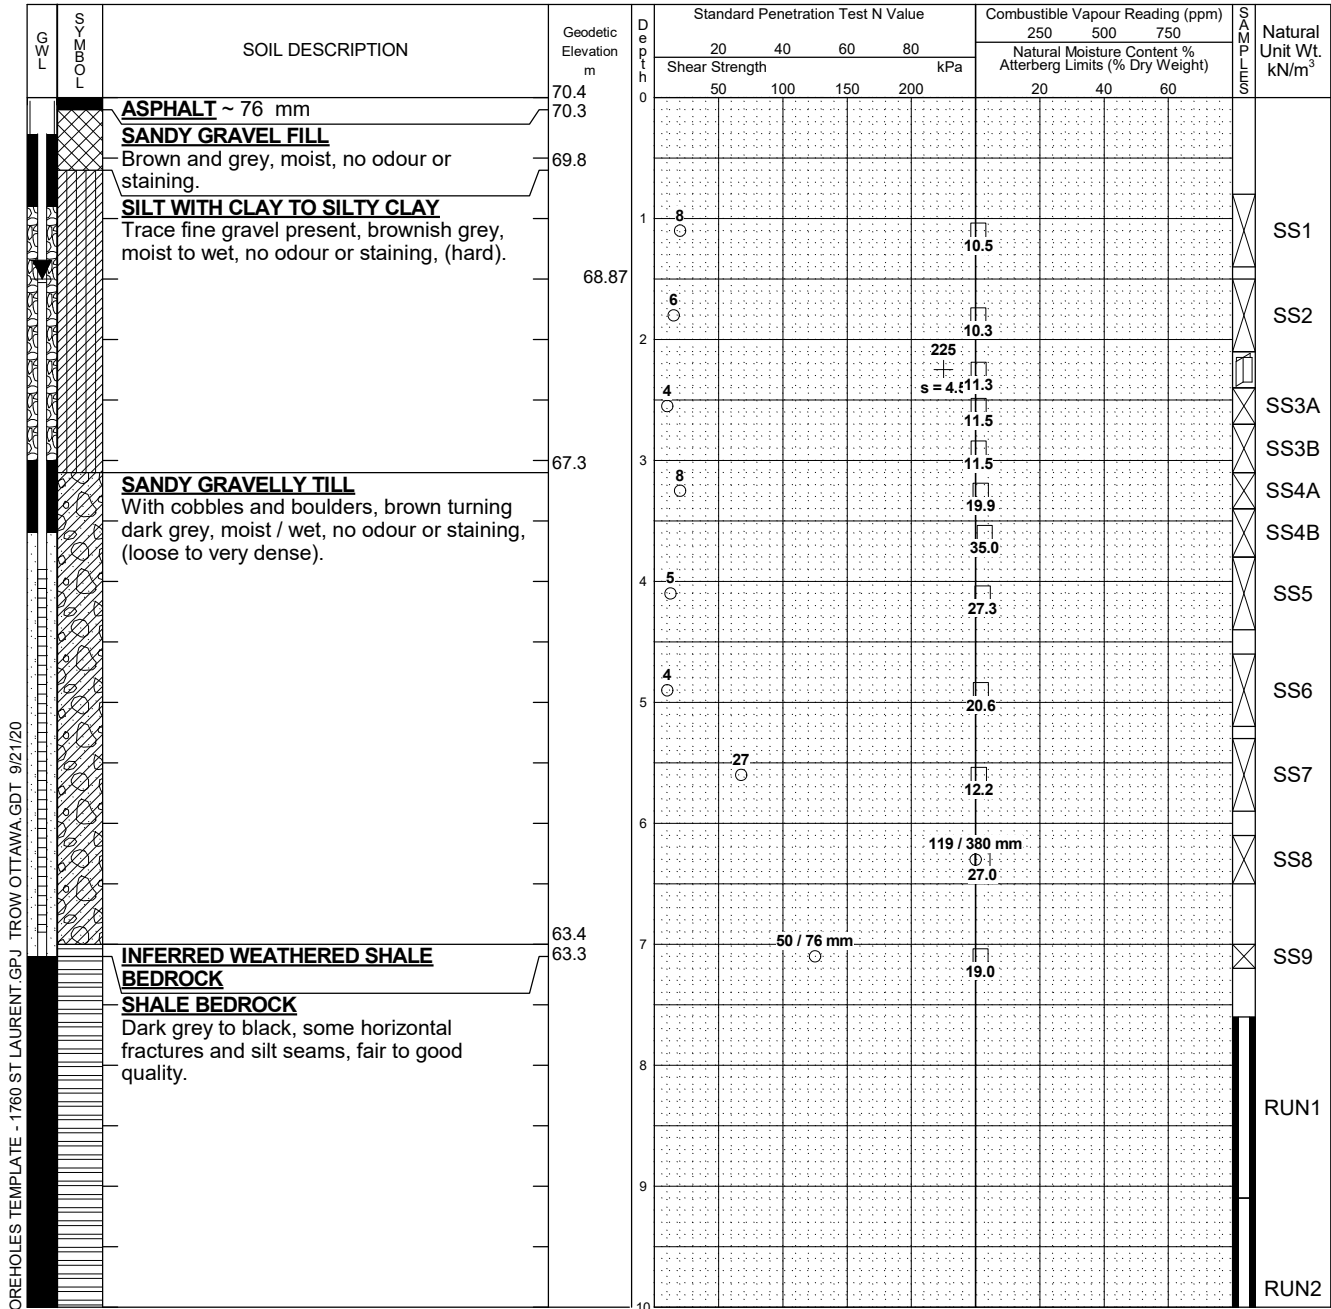 GWL
SYMBOL
SOIL DESCRIPTION
Geodetic
Elevation
m
Depth
Standard Penetration Test N Value
20 40 60 80
Shear Strength kPa
50 100 150 200
Combustible Vapour Reading (ppm)
250 500 750
Natural Moisture Content %
Atterberg Limits (% Dry Weight)
20 40 60
SAMPLES
Natural
Unit Wt.
kN/m³
70.4
0
ASPHALT ~ 76 mm
70.3
SANDY GRAVEL FILL
Brown and grey, moist, no odour or
staining.
69.8
SILT WITH CLAY TO SILTY CLAY
Trace fine gravel present, brownish grey,
moist to wet, no odour or staining, (hard).
68.87
1
8
10.5
SS1
6
10.3
SS2
2
225
s = 4.5
11.3
4
11.5
SS3A
11.5
SS3B
67.3
3
SANDY GRAVELLY TILL
With cobbles and boulders, brown turning
dark grey, moist / wet, no odour or staining,
(loose to very dense).
8
19.9
SS4A
35.0
SS4B
4
5
27.3
SS5
4
20.6
SS6
5
27
12.2
SS7
6
119 / 380 mm
27.0
SS8
63.4
7
INFERRED WEATHERED SHALE
BEDROCK
63.3
50 / 76 mm
19.0
SS9
SHALE BEDROCK
Dark grey to black, some horizontal
fractures and silt seams, fair to good
quality.
8
RUN1
9
RUN2
10
OREHOLES TEMPLATE - 1760 ST LAURENT.GPJ TROW OTTAWA.GDT 9/21/20